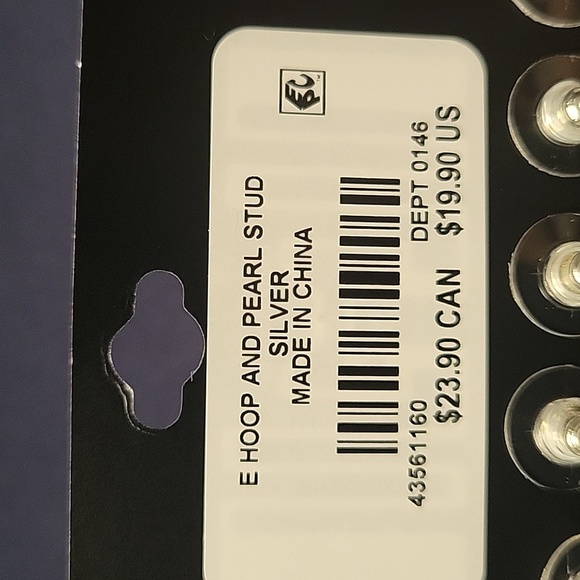 E HOOP AND PEARL STUD
SILVER
MADE IN CHINA
43561160 DEPT 0146
$23.90 CAN $19.90 US